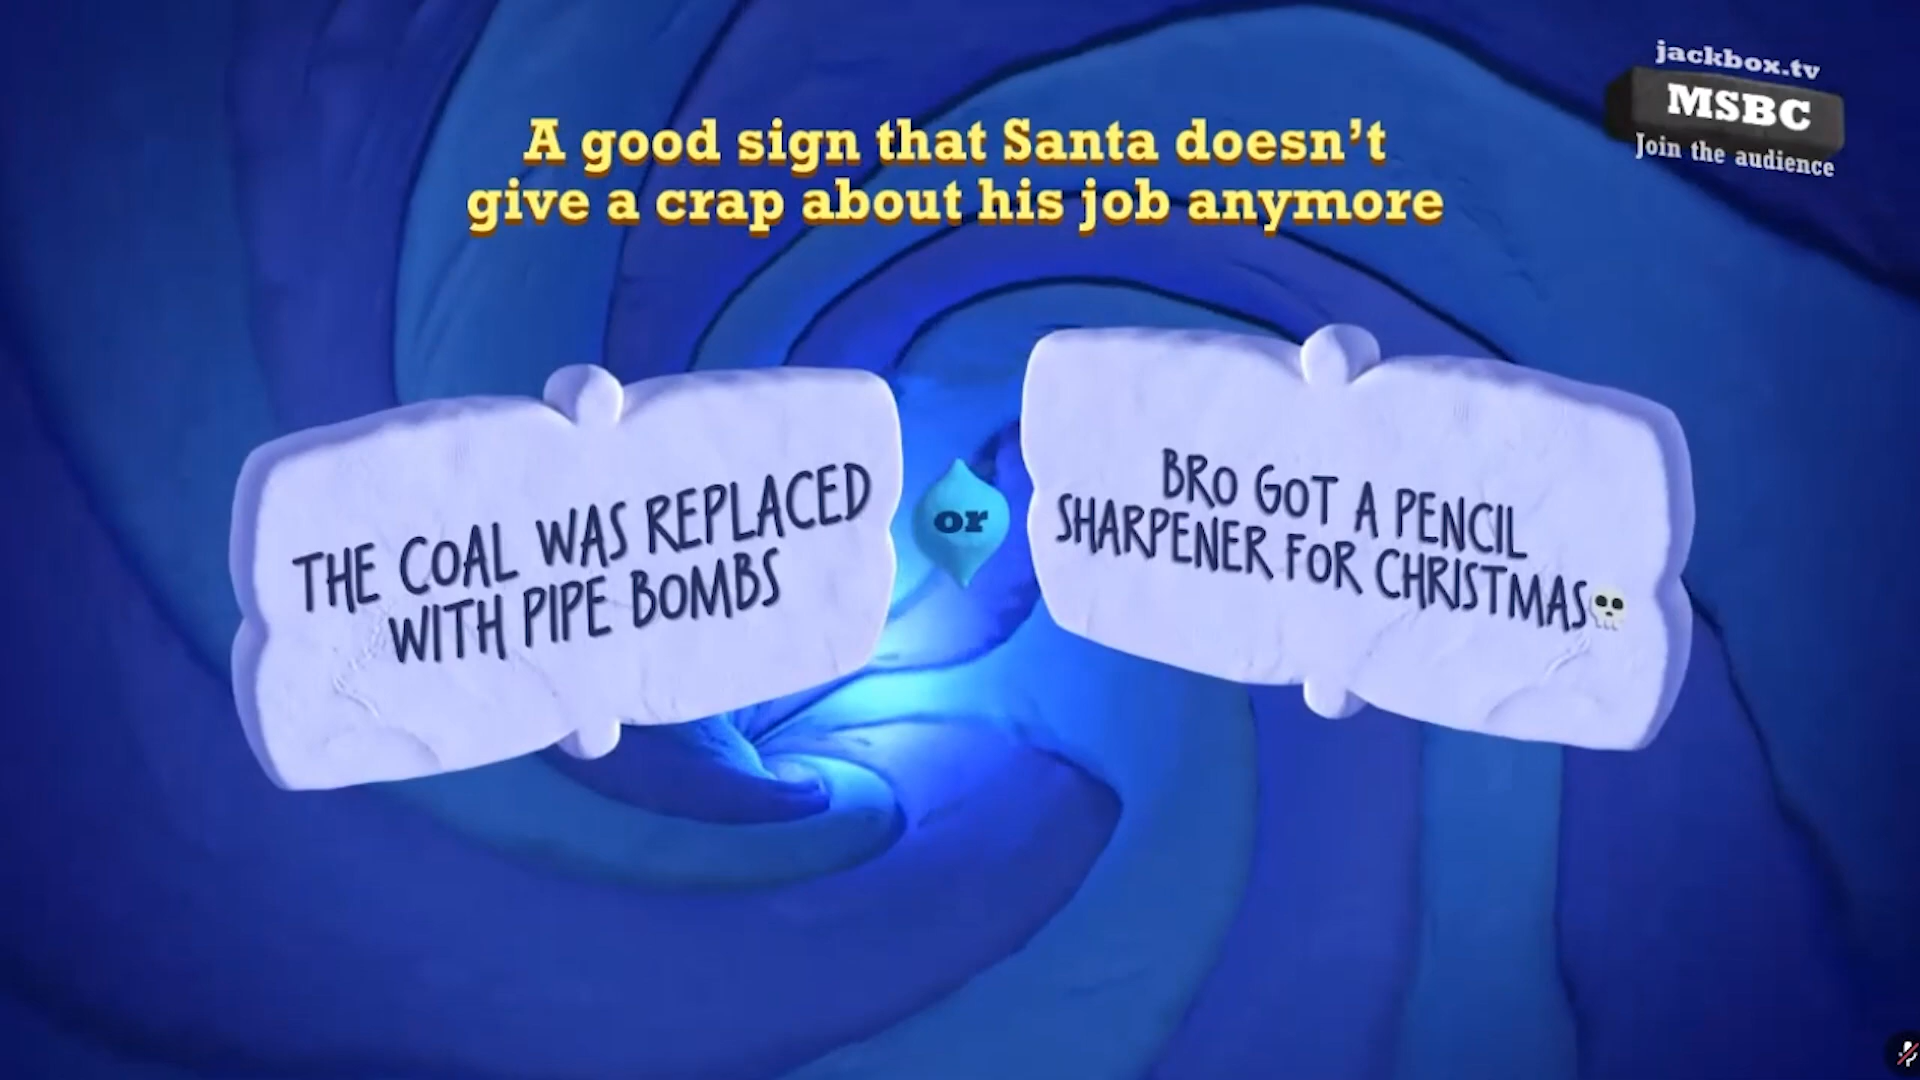 jackbox.tv
MSBC
Join the audience
A good sign that Santa doesn't
give a crap about his job anymore
THE COAL WAS REPLACED
WITH PIPE BOMBS
or
BRO GOT A PENCIL
SHARPENER FOR CHRISTMAS💀